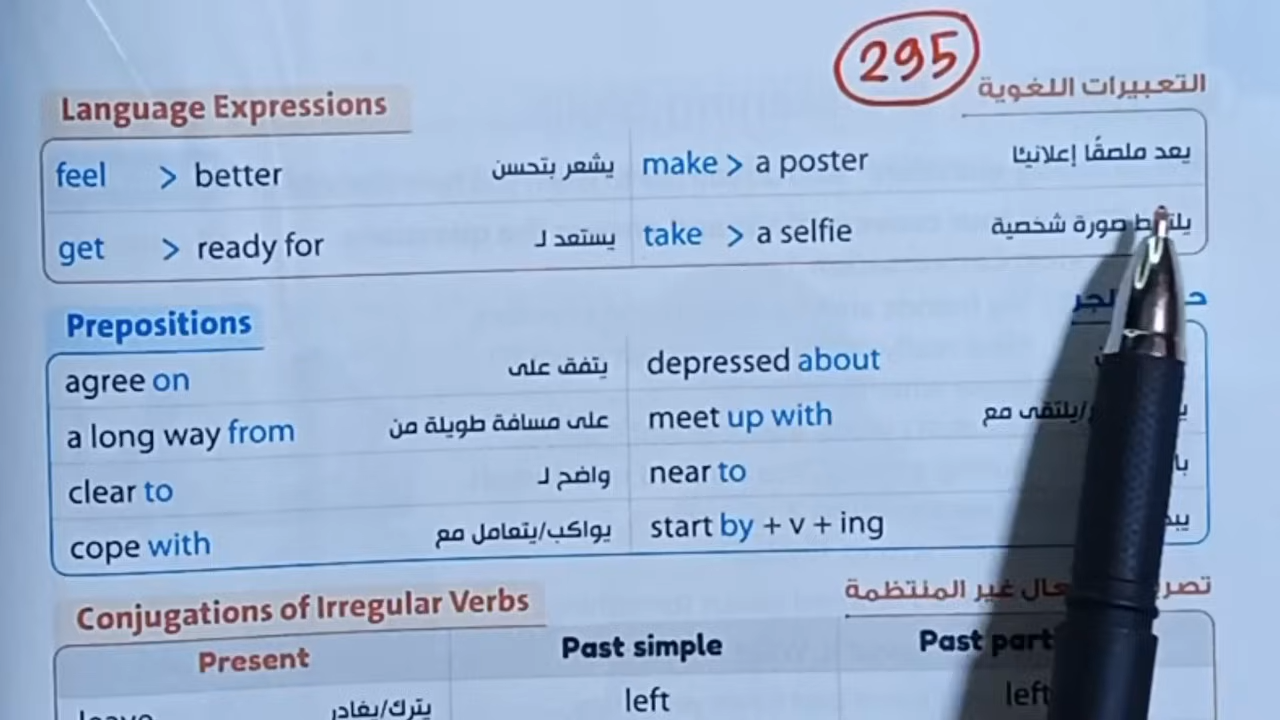 295
Language Expressions التعبيرات اللغوية
feel > better يشعر بتحسن make > a poster يعد ملصقًا إعلانيًا
get > ready for يستعد لـ take > a selfie صورة شخصية
Prepositions
agree on يتفق على depressed about
a long way from على مسافة طويلة من meet up with يلتقى مع
clear to واضح لـ near to
cope with يواكب/يتعامل مع start by + v + ing
Conjugations of Irregular Verbs غير المنتظمة
Present Past simple Past
leave يترك/يغادر left left